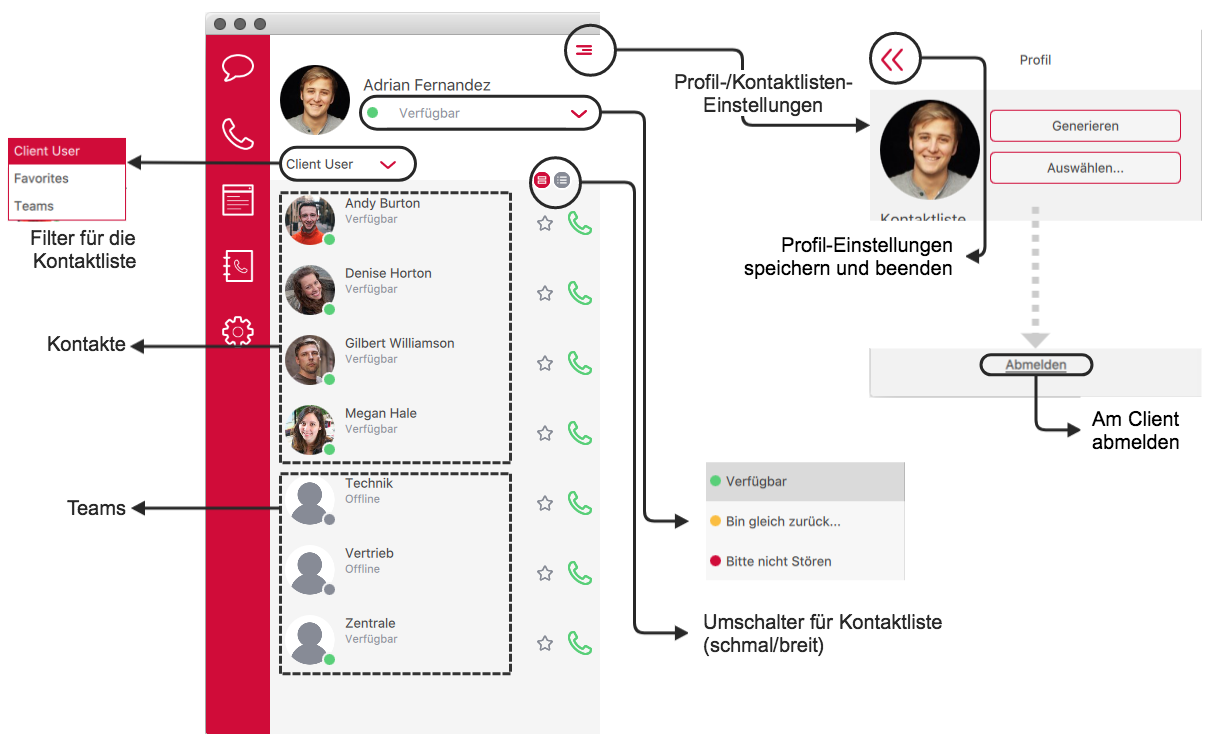 Adrian Fernandez
Verfügbar
Client User
Client User
Favorites
Teams
Filter für die
Kontaktliste
Kontakte
Teams
Andy Burton
Verfügbar
Denise Horton
Verfügbar
Gilbert Williamson
Verfügbar
Megan Hale
Verfügbar
Technik
Offline
Vertrieb
Offline
Zentrale
Verfügbar
Profil-/Kontaktlisten-
Einstellungen
Profil
Generieren
Auswählen...
Kontaktliste
Profil-Einstellungen
speichern und beenden
Abmelden
Am Client
abmelden
Verfügbar
Bin gleich zurück...
Bitte nicht Stören
Umschalter für Kontaktliste
(schmal/breit)